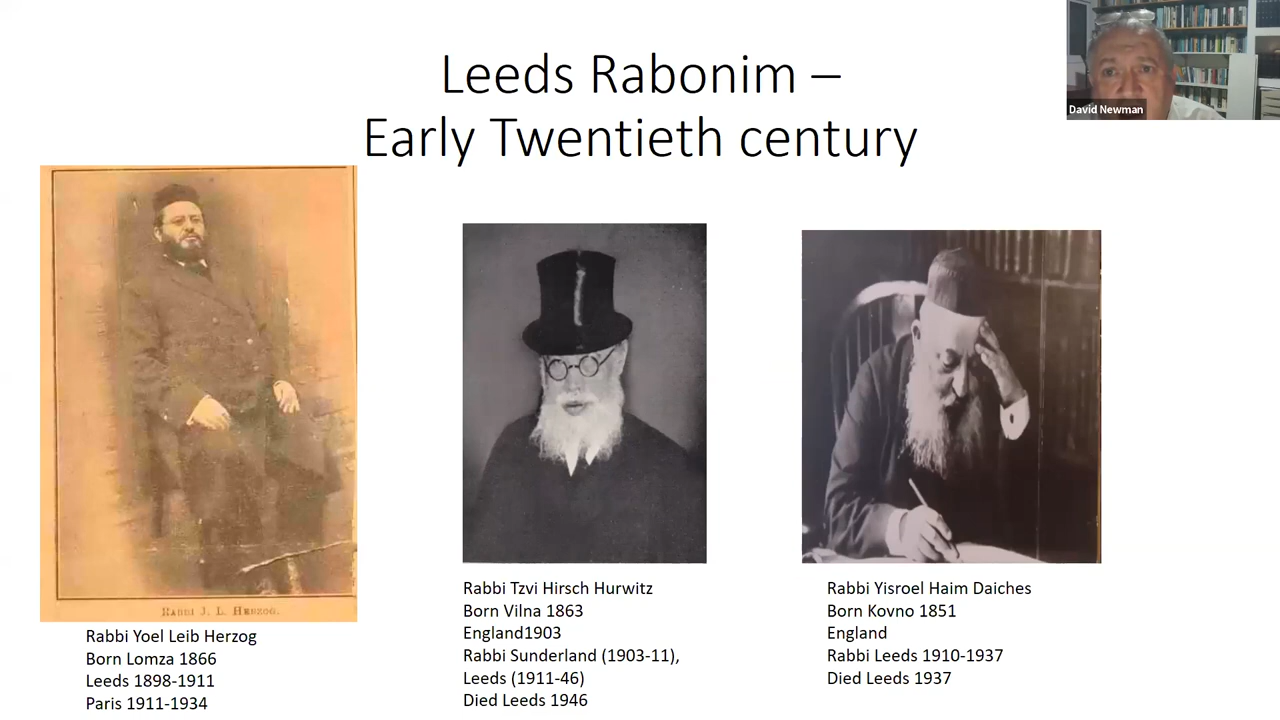 Leeds Rabonim –
Early Twentieth century
David Newman
RABBI J. L. HERZOG.
Rabbi Yoel Leib Herzog
Born Lomza 1866
Leeds 1898-1911
Paris 1911-1934
Rabbi Tzvi Hirsch Hurwitz
Born Vilna 1863
England1903
Rabbi Sunderland (1903-11),
Leeds (1911-46)
Died Leeds 1946
Rabbi Yisroel Haim Daiches
Born Kovno 1851
England
Rabbi Leeds 1910-1937
Died Leeds 1937